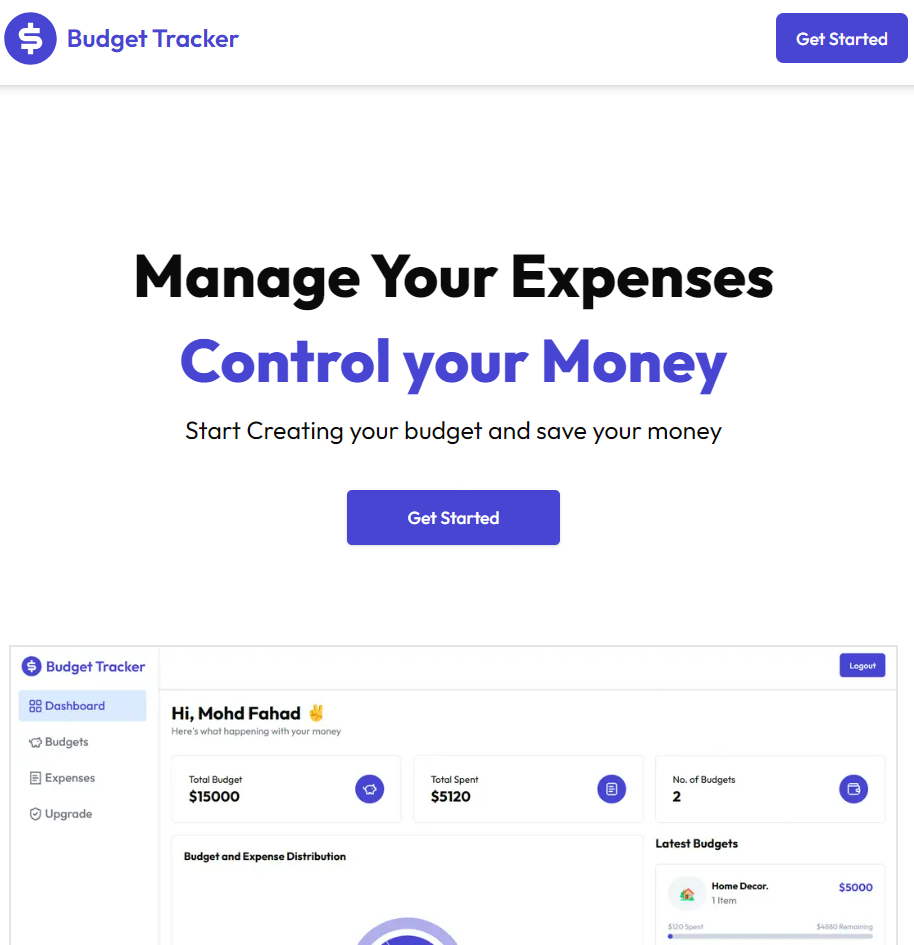 Budget Tracker
Get Started
Manage Your Expenses
Control your Money
Start Creating your budget and save your money
Get Started
Budget Tracker
Logout
Dashboard
Budgets
Expenses
Upgrade
Hi, Mohd Fahad ✌️
Here's what happening with your money
Total Budget
$15000
Total Spent
$5120
No. of Budgets
2
Budget and Expense Distribution
Latest Budgets
Home Decor.
$5000
1 Item
$120 Spent
$4880 Remaining